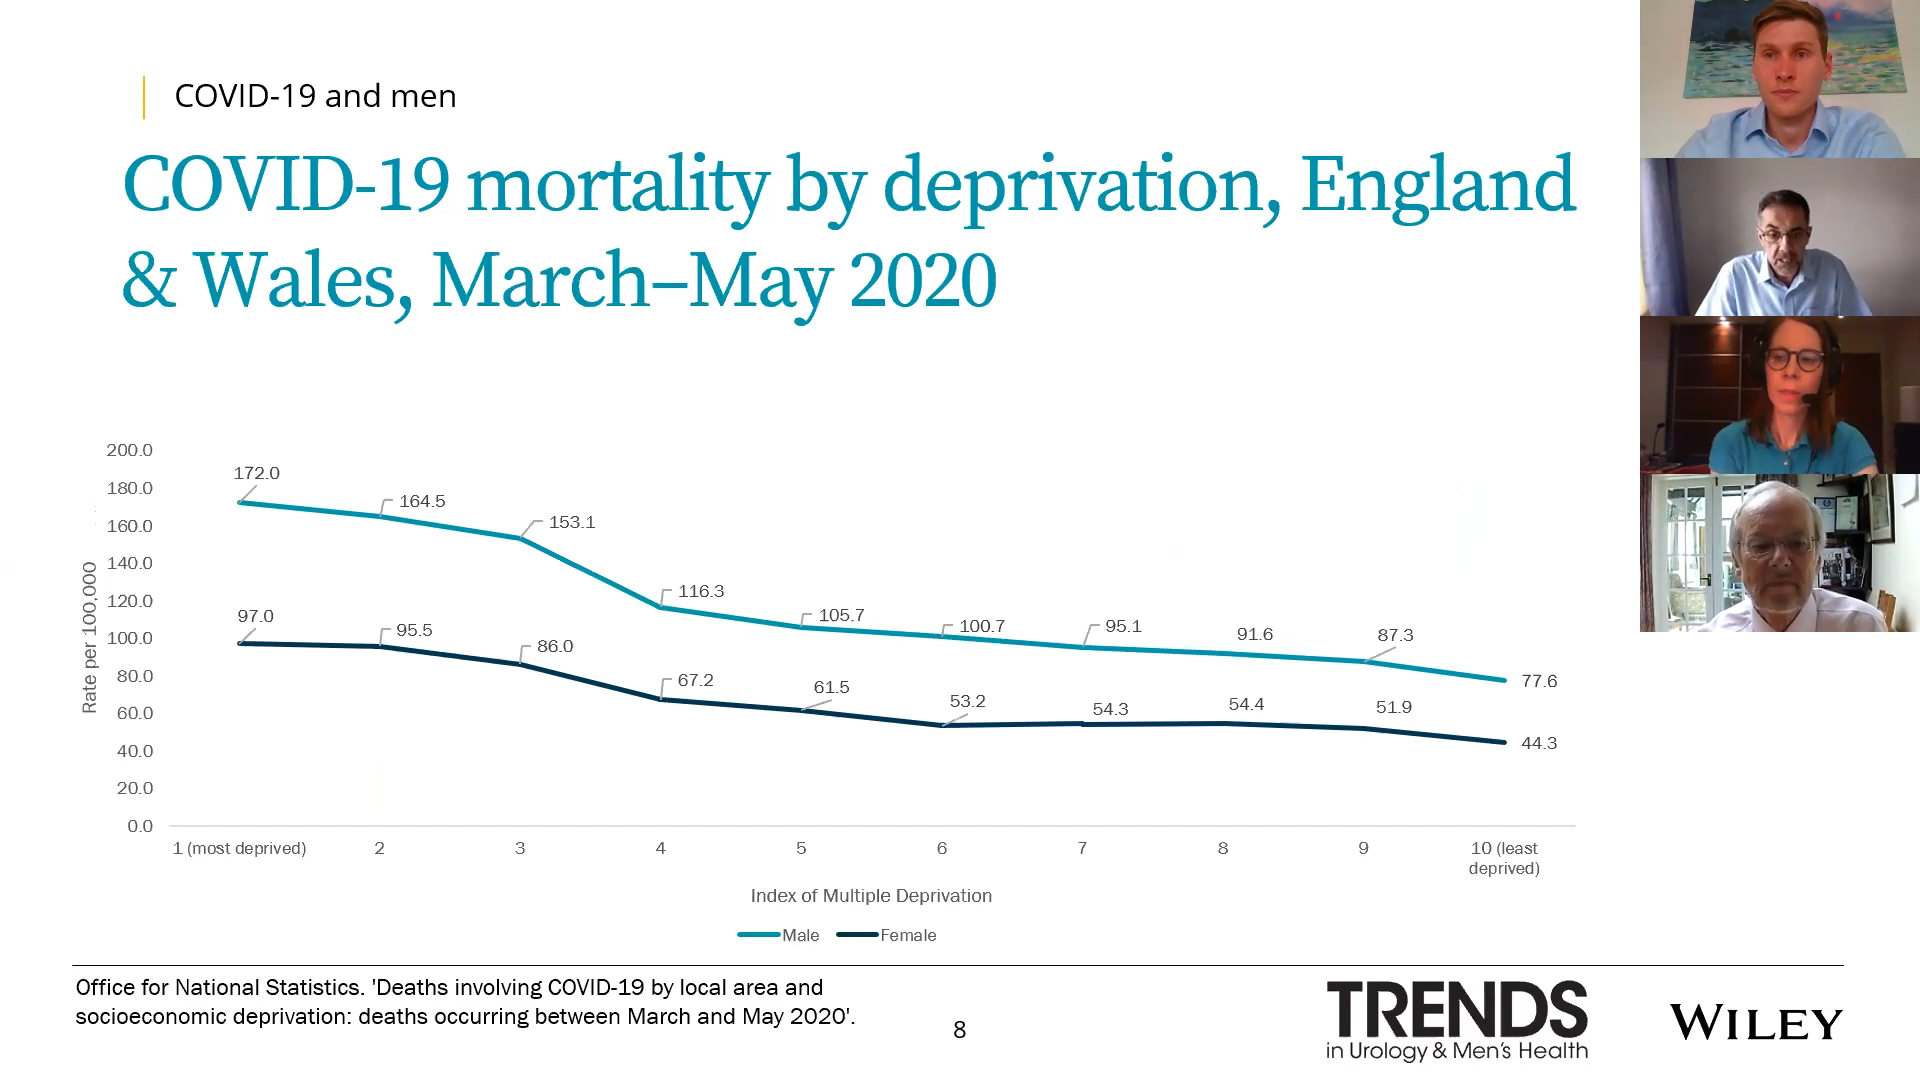 COVID-19 and men
COVID-19 mortality by deprivation, England
& Wales, March–May 2020
200.0
180.0
160.0
140.0
120.0
100.0
80.0
60.0
40.0
20.0
0.0
Rate per 100,000
172.0
164.5
153.1
116.3
105.7
100.7
95.1
91.6
87.3
77.6
97.0
95.5
86.0
67.2
61.5
53.2
54.3
54.4
51.9
44.3
1 (most deprived)
2
3
4
5
6
7
8
9
10 (least
deprived)
Index of Multiple Deprivation
Male
Female
Office for National Statistics. 'Deaths involving COVID-19 by local area and
socioeconomic deprivation: deaths occurring between March and May 2020'.
8
TRENDS
in Urology & Men's Health
WILEY